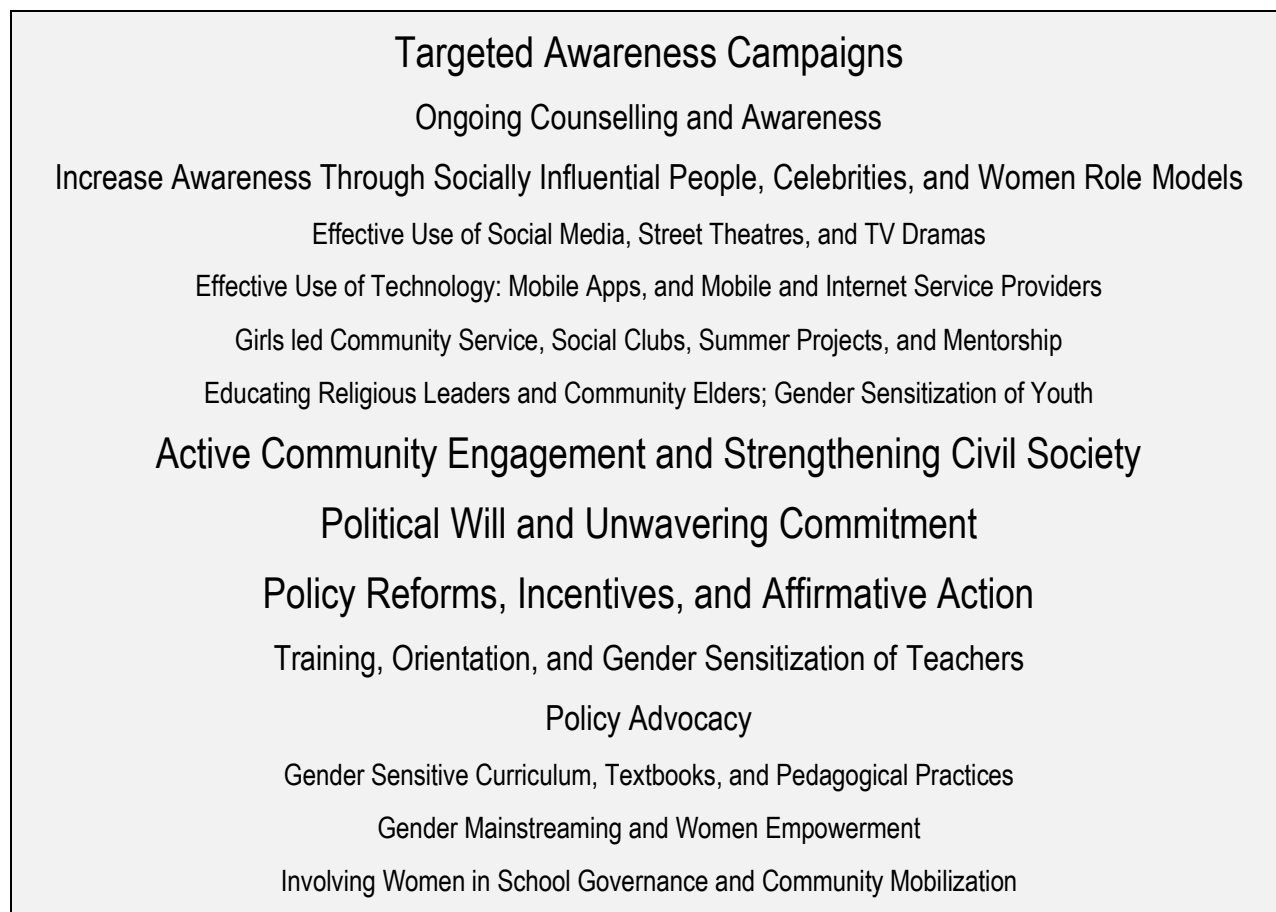 Targeted Awareness Campaigns
Ongoing Counselling and Awareness
Increase Awareness Through Socially Influential People, Celebrities, and Women Role Models
Effective Use of Social Media, Street Theatres, and TV Dramas
Effective Use of Technology: Mobile Apps, and Mobile and Internet Service Providers
Girls led Community Service, Social Clubs, Summer Projects, and Mentorship
Educating Religious Leaders and Community Elders; Gender Sensitization of Youth
Active Community Engagement and Strengthening Civil Society
Political Will and Unwavering Commitment
Policy Reforms, Incentives, and Affirmative Action
Training, Orientation, and Gender Sensitization of Teachers
Policy Advocacy
Gender Sensitive Curriculum, Textbooks, and Pedagogical Practices
Gender Mainstreaming and Women Empowerment
Involving Women in School Governance and Community Mobilization